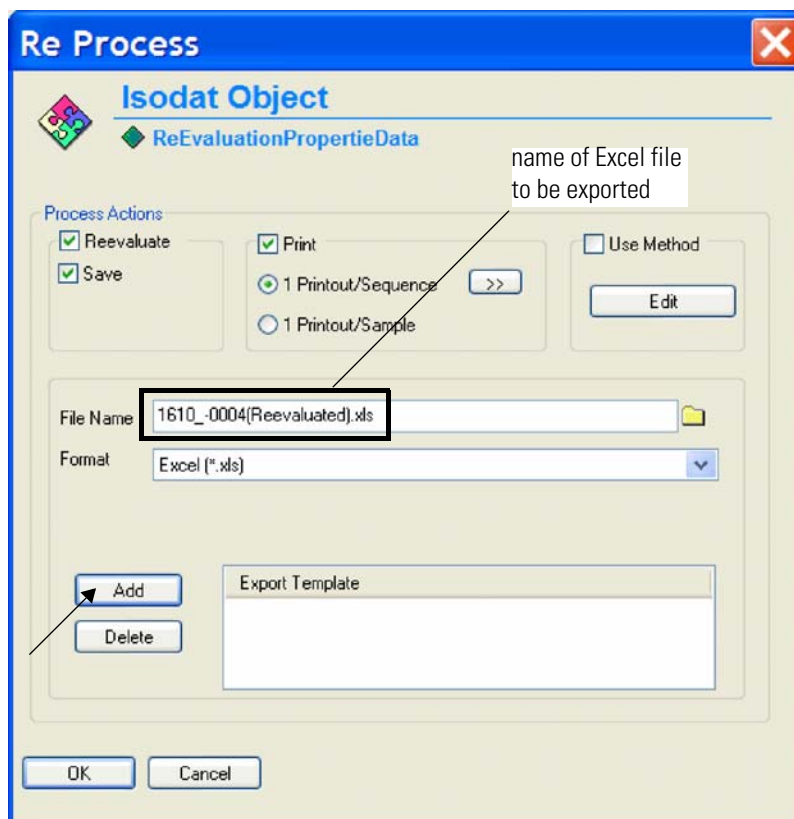 Re Process
Isodat Object
ReEvaluationPropertieData
name of Excel file
to be exported
Process Actions
Reevaluate
Save
Print
1 Printout/Sequence
>>
1 Printout/Sample
Use Method
Edit
File Name
1610_-0004(Reevaluated).xls
Format
Excel (*.xls)
Add
Delete
Export Template
OK
Cancel